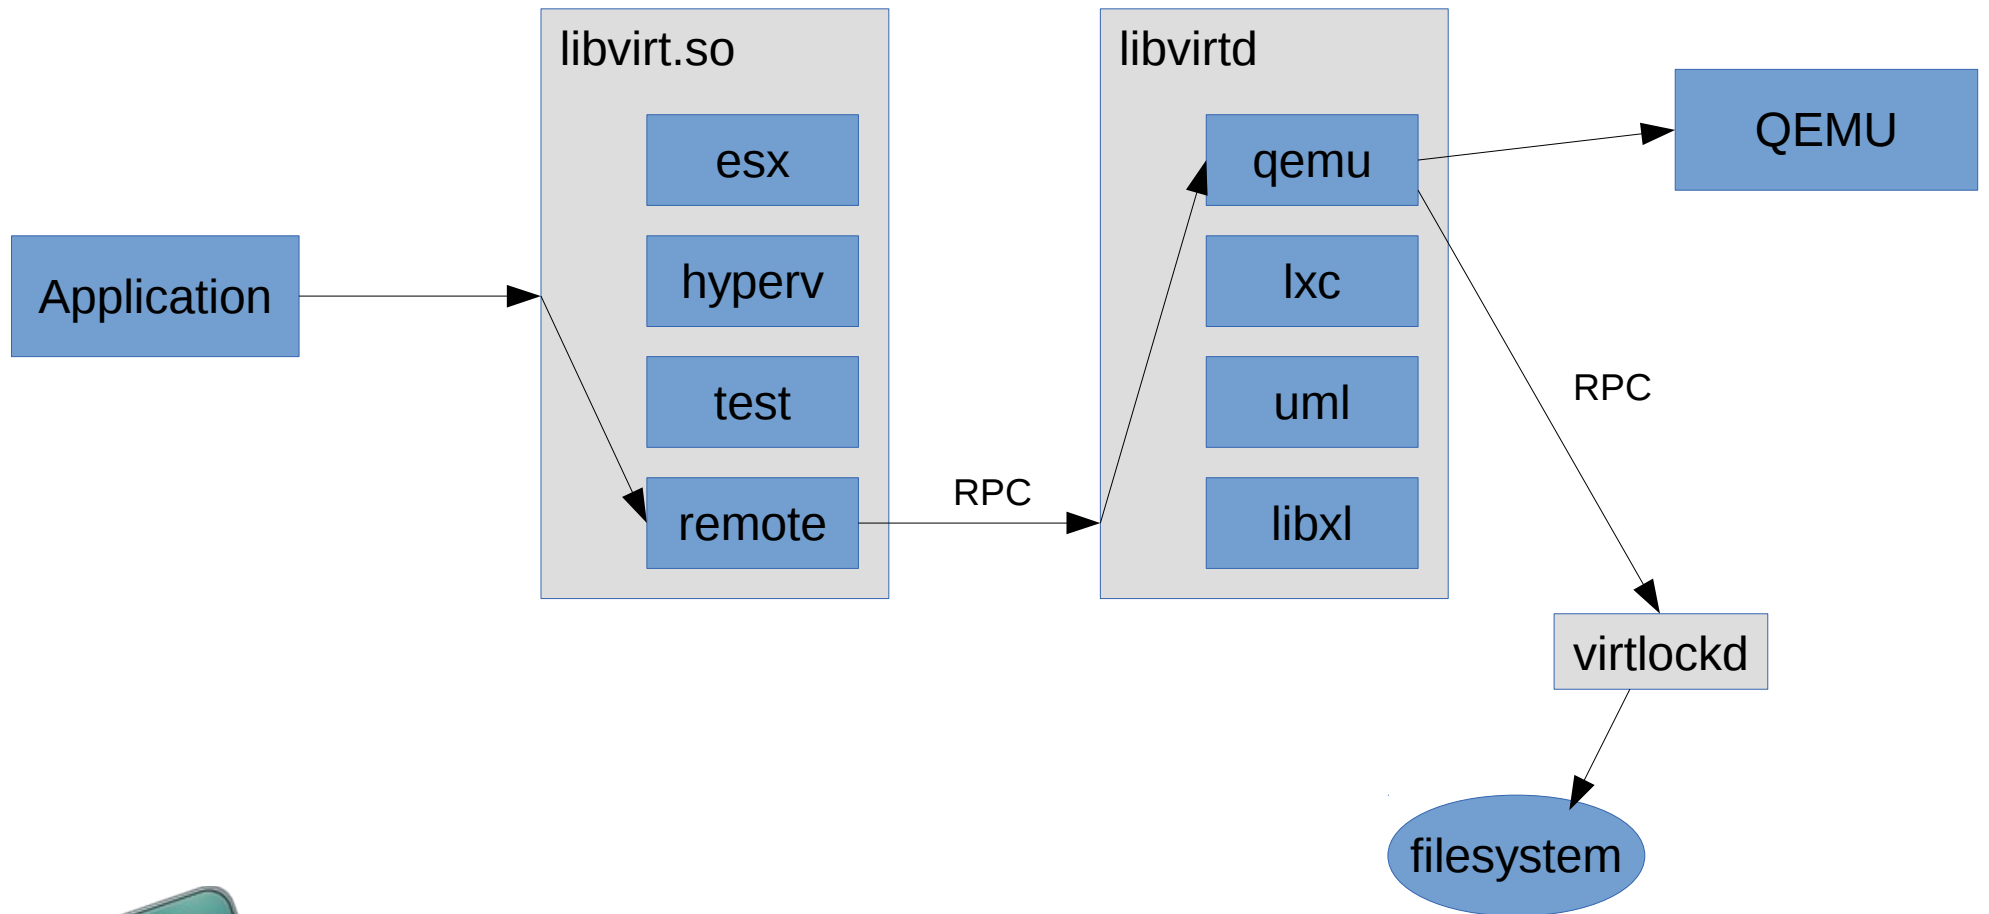 libvirt.so
libvirtd
esx
qemu
QEMU
hyperv
lxc
Application
test
uml
RPC
remote
RPC
libxl
virtlockd
filesystem